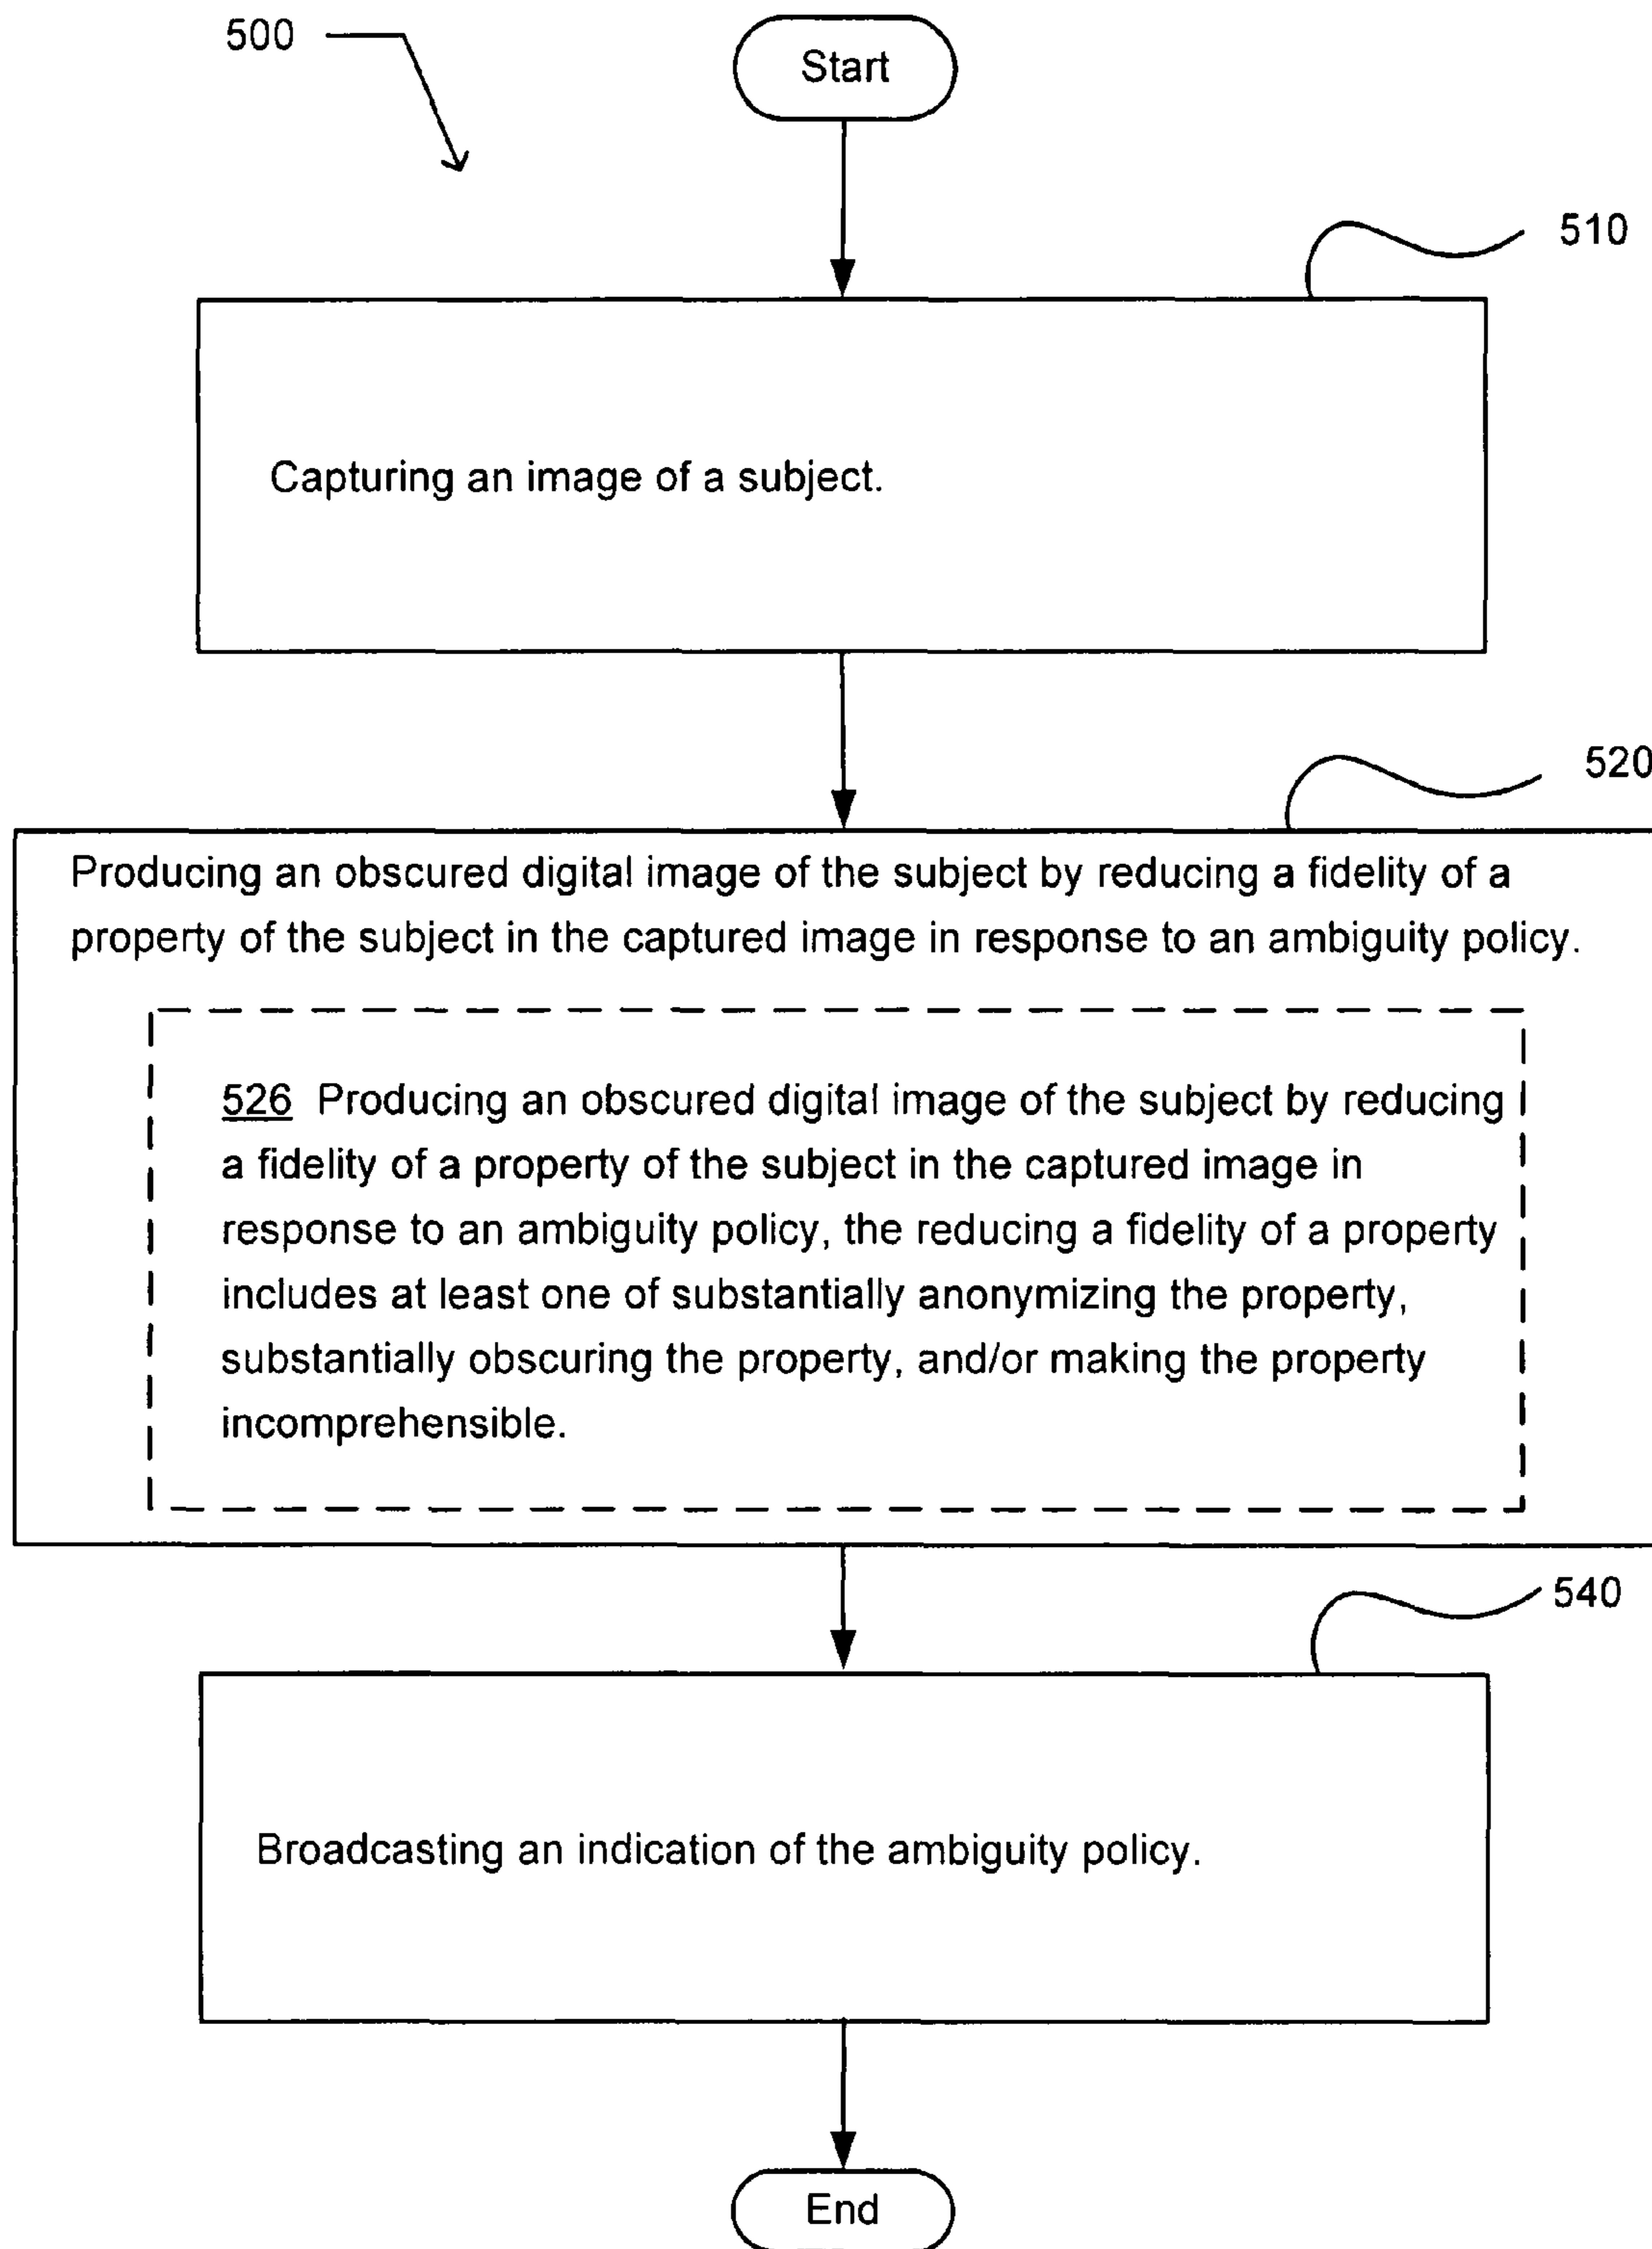 500
Start
510
Capturing an image of a subject.
520
Producing an obscured digital image of the subject by reducing a fidelity of a
property of the subject in the captured image in response to an ambiguity policy.
526 Producing an obscured digital image of the subject by reducing
a fidelity of a property of the subject in the captured image in
response to an ambiguity policy, the reducing a fidelity of a property
includes at least one of substantially anonymizing the property,
substantially obscuring the property, and/or making the property
incomprehensible.
540
Broadcasting an indication of the ambiguity policy.
End